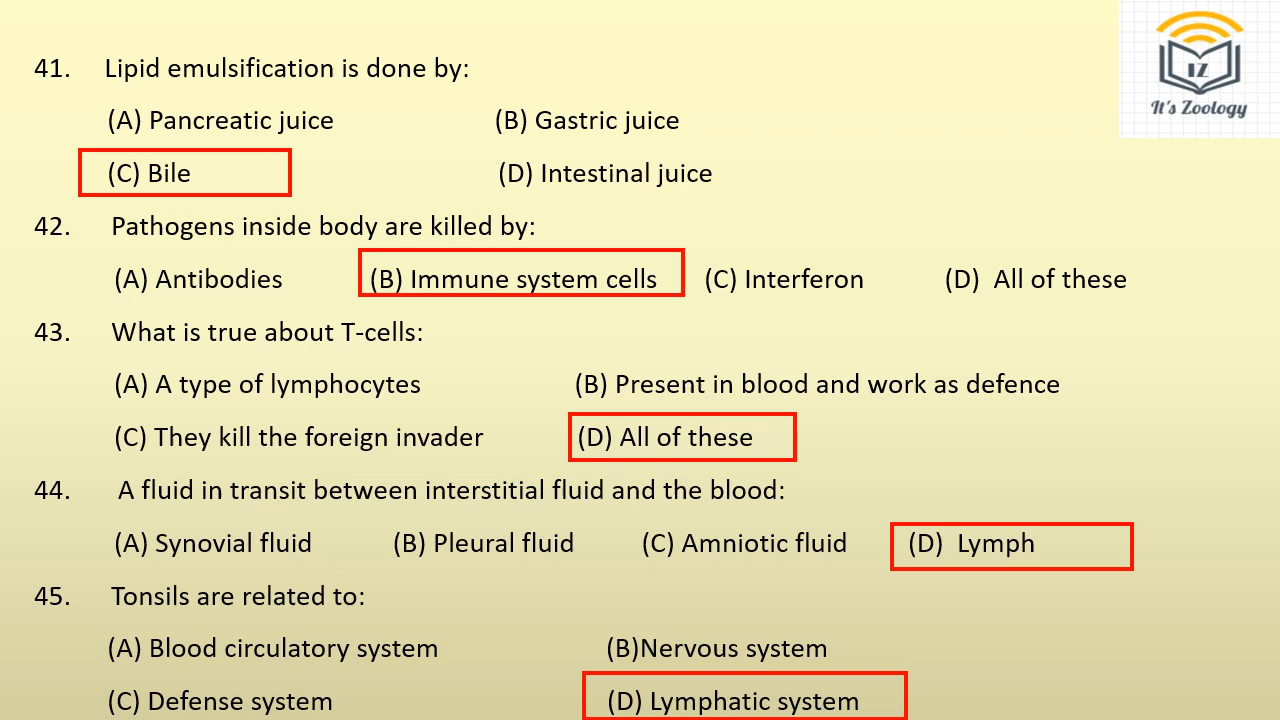 41. Lipid emulsification is done by:
(A) Pancreatic juice (B) Gastric juice
(C) Bile (D) Intestinal juice
42. Pathogens inside body are killed by:
(A) Antibodies (B) Immune system cells (C) Interferon (D) All of these
43. What is true about T-cells:
(A) A type of lymphocytes (B) Present in blood and work as defence
(C) They kill the foreign invader (D) All of these
44. A fluid in transit between interstitial fluid and the blood:
(A) Synovial fluid (B) Pleural fluid (C) Amniotic fluid (D) Lymph
45. Tonsils are related to:
(A) Blood circulatory system (B)Nervous system
(C) Defense system (D) Lymphatic system
IZ
It's Zoology